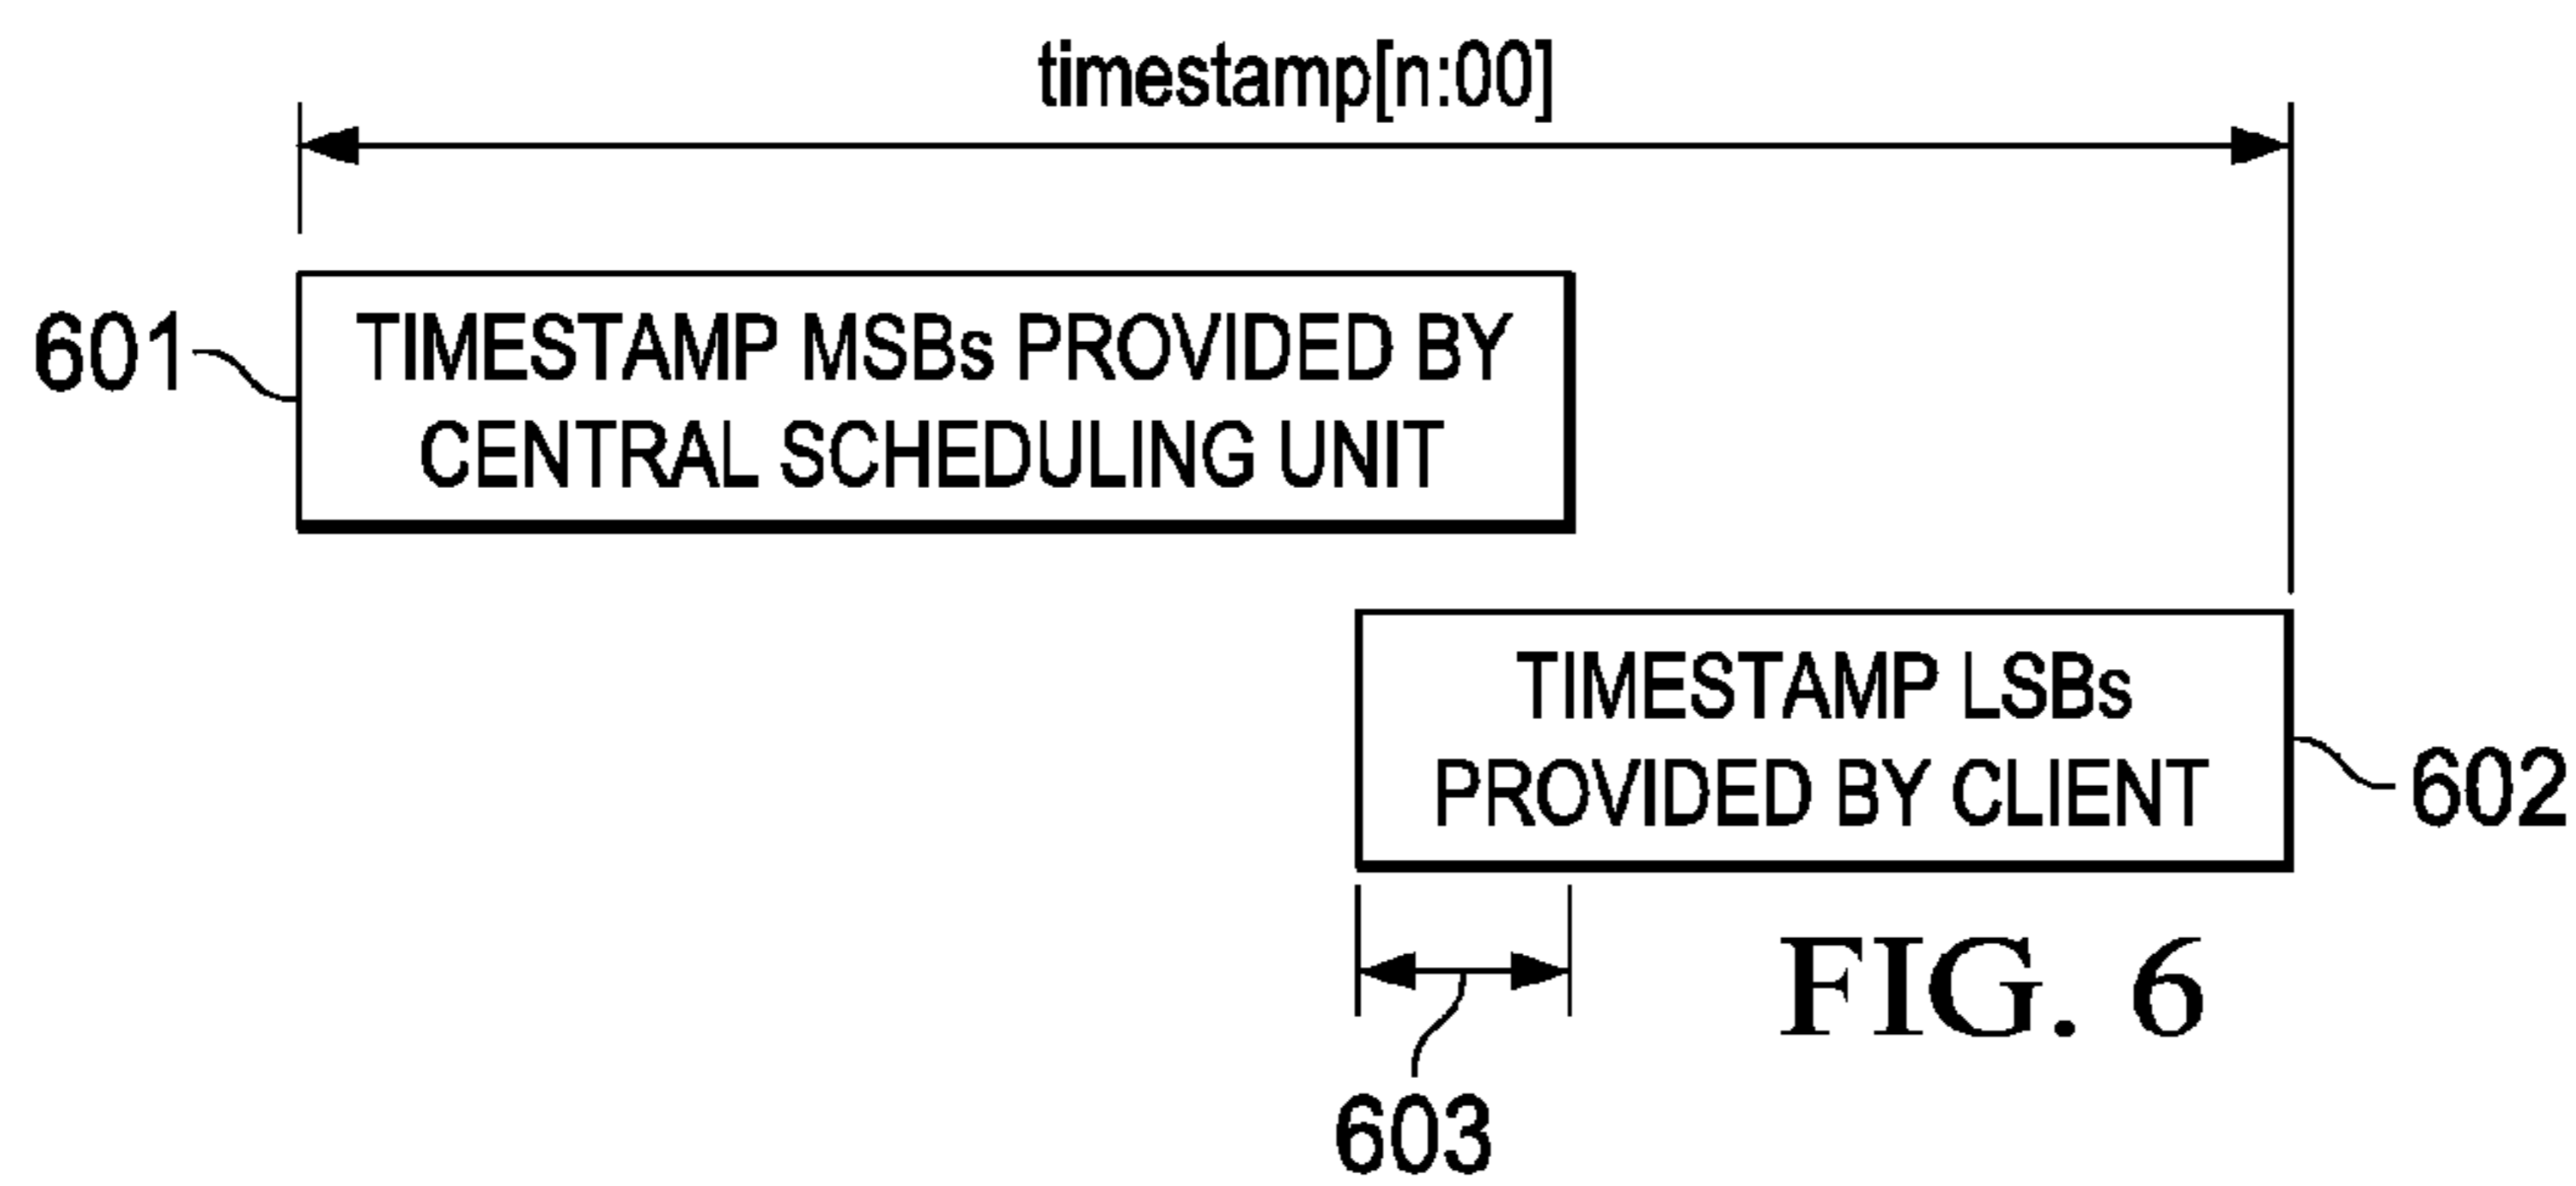 timestamp[n:00]
601
TIMESTAMP MSBs PROVIDED BY
CENTRAL SCHEDULING UNIT
TIMESTAMP LSBs
PROVIDED BY CLIENT
602
603
FIG. 6